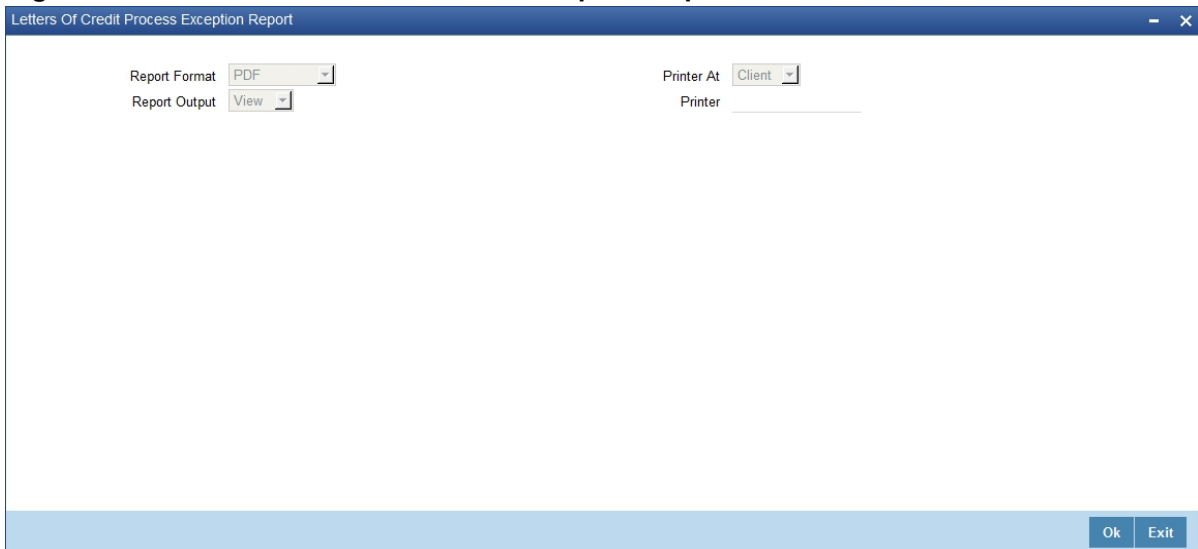 Letters Of Credit Process Exception Report
Report Format PDF
Printer At Client
Report Output View
Printer
Ok Exit